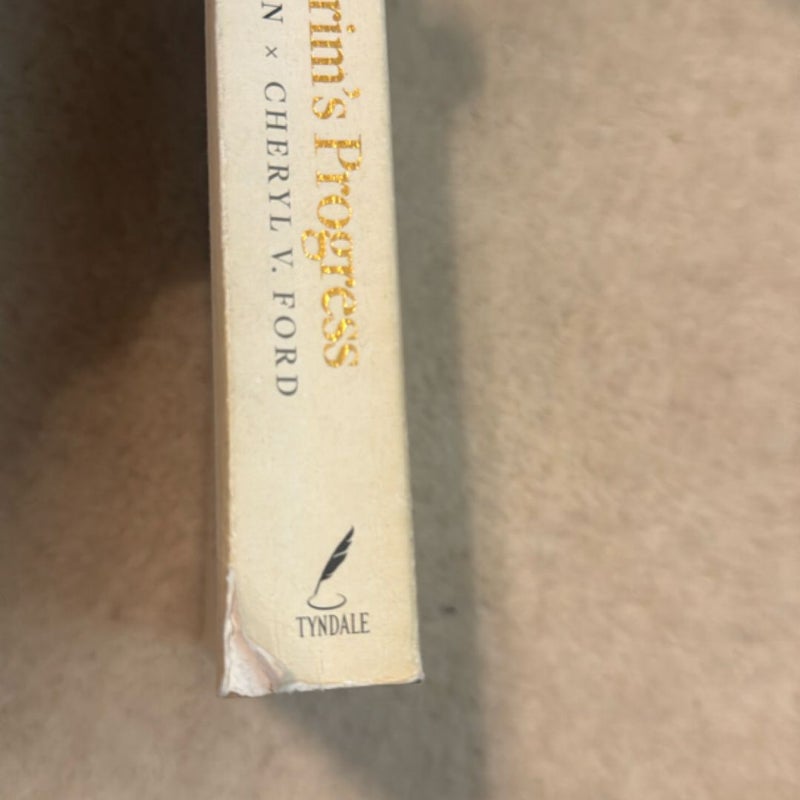 rim's Progress
N × CHERYL V. FORD
TYNDALE